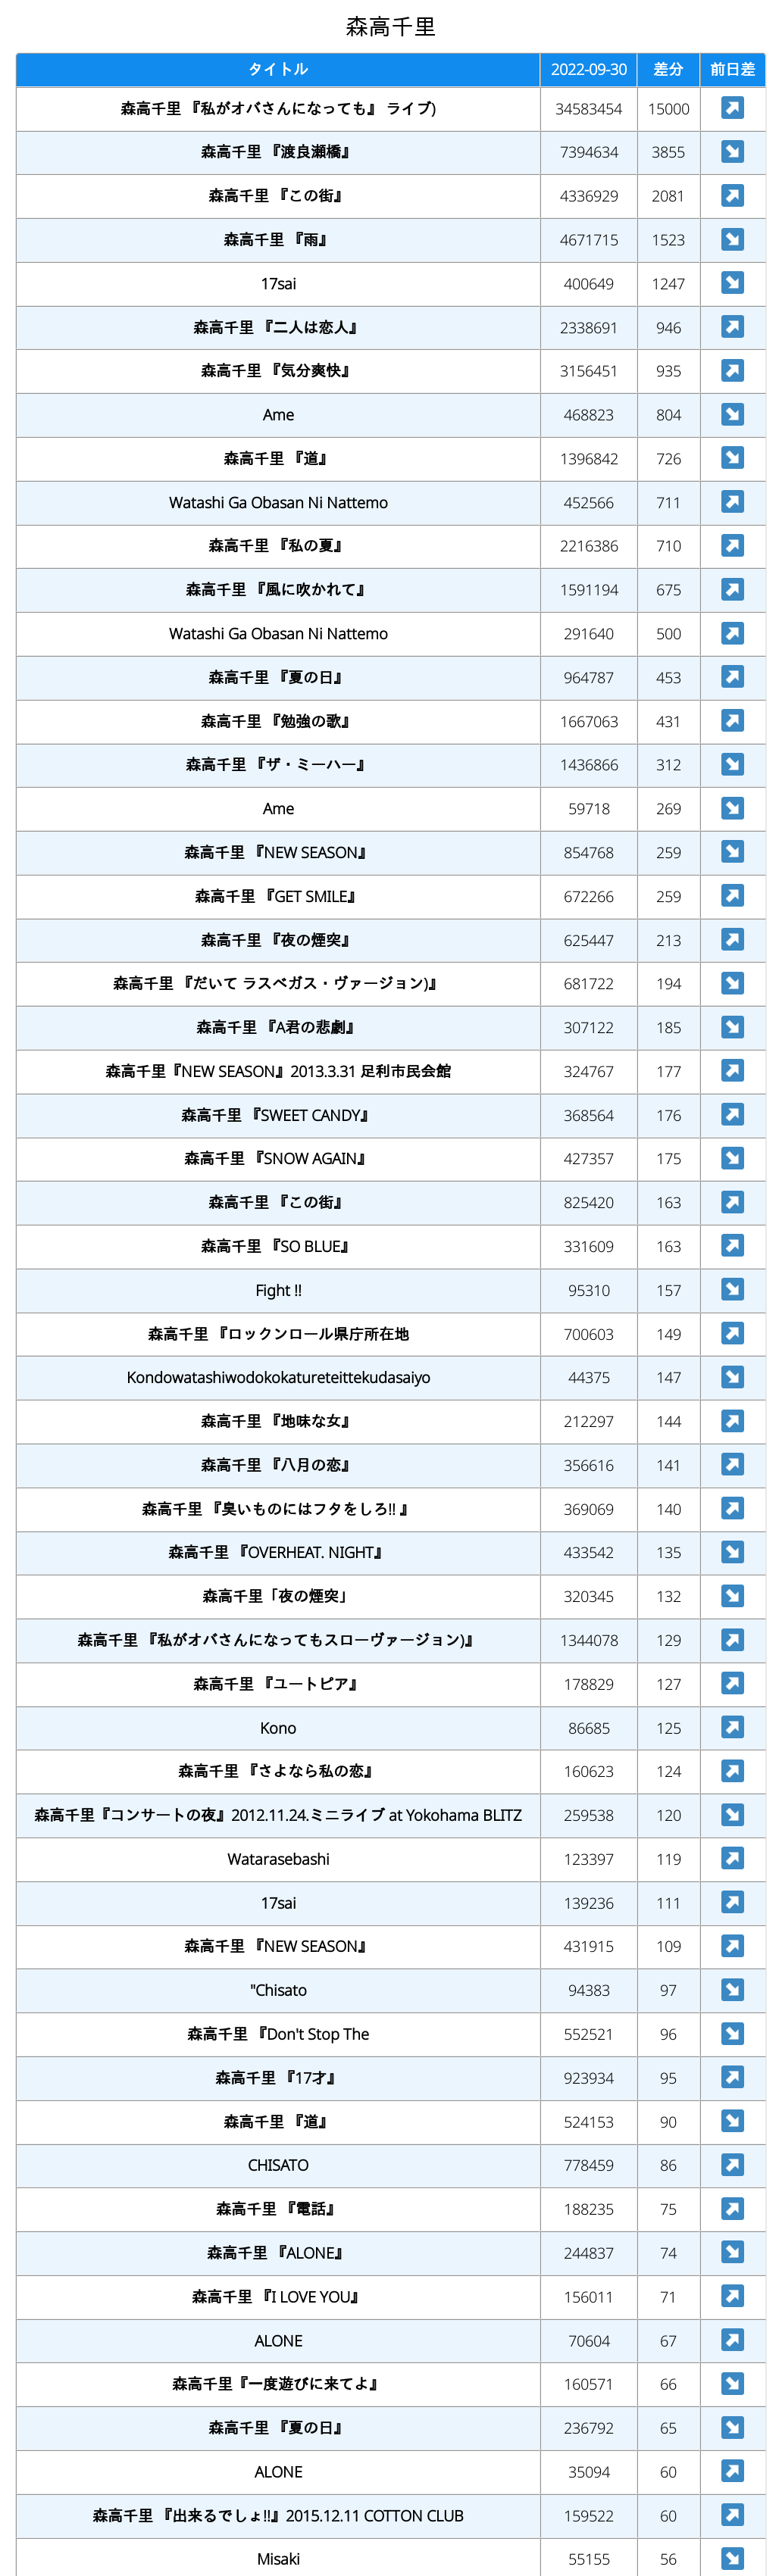 森高千里
タイトル 2022-09-30 差分 前日差
森高千里 『私がオバさんになっても』 ライブ) 34583454 15000
森高千里 『渡良瀬橋』 7394634 3855
森高千里 『この街』 4336929 2081
森高千里 『雨』 4671715 1523
17sai 400649 1247
森高千里 『二人は恋人』 2338691 946
森高千里 『気分爽快』 3156451 935
Ame 468823 804
森高千里 『道』 1396842 726
Watashi Ga Obasan Ni Nattemo 452566 711
森高千里 『私の夏』 2216386 710
森高千里 『風に吹かれて』 1591194 675
Watashi Ga Obasan Ni Nattemo 291640 500
森高千里 『夏の日』 964787 453
森高千里 『勉強の歌』 1667063 431
森高千里 『ザ・ミーハー』 1436866 312
Ame 59718 269
森高千里 『NEW SEASON』 854768 259
森高千里 『GET SMILE』 672266 259
森高千里 『夜の煙突』 625447 213
森高千里 『だいて ラスベガス・ヴァージョン)』 681722 194
森高千里 『A君の悲劇』 307122 185
森高千里『NEW SEASON』2013.3.31 足利市民会館 324767 177
森高千里 『SWEET CANDY』 368564 176
森高千里 『SNOW AGAIN』 427357 175
森高千里 『この街』 825420 163
森高千里 『SO BLUE』 331609 163
Fight !! 95310 157
森高千里 『ロックンロール県庁所在地 700603 149
Kondowatashiwodokokatureteittekudasaiyo 44375 147
森高千里 『地味な女』 212297 144
森高千里 『八月の恋』 356616 141
森高千里 『臭いものにはフタをしろ!! 』 369069 140
森高千里 『OVERHEAT. NIGHT』 433542 135
森高千里「夜の煙突」 320345 132
森高千里 『私がオバさんになってもスローヴァージョン)』 1344078 129
森高千里 『ユートピア』 178829 127
Kono 86685 125
森高千里 『さよなら私の恋』 160623 124
森高千里『コンサートの夜』2012.11.24.ミニライブ at Yokohama BLITZ 259538 120
Watarasebashi 123397 119
17sai 139236 111
森高千里 『NEW SEASON』 431915 109
"Chisato 94383 97
森高千里 『Don't Stop The 552521 96
森高千里 『17才』 923934 95
森高千里 『道』 524153 90
CHISATO 778459 86
森高千里 『電話』 188235 75
森高千里 『ALONE』 244837 74
森高千里 『I LOVE YOU』 156011 71
ALONE 70604 67
森高千里『一度遊びに来てよ』 160571 66
森高千里 『夏の日』 236792 65
ALONE 35094 60
森高千里 『出来るでしょ!!』2015.12.11 COTTON CLUB 159522 60
Misaki 55155 56